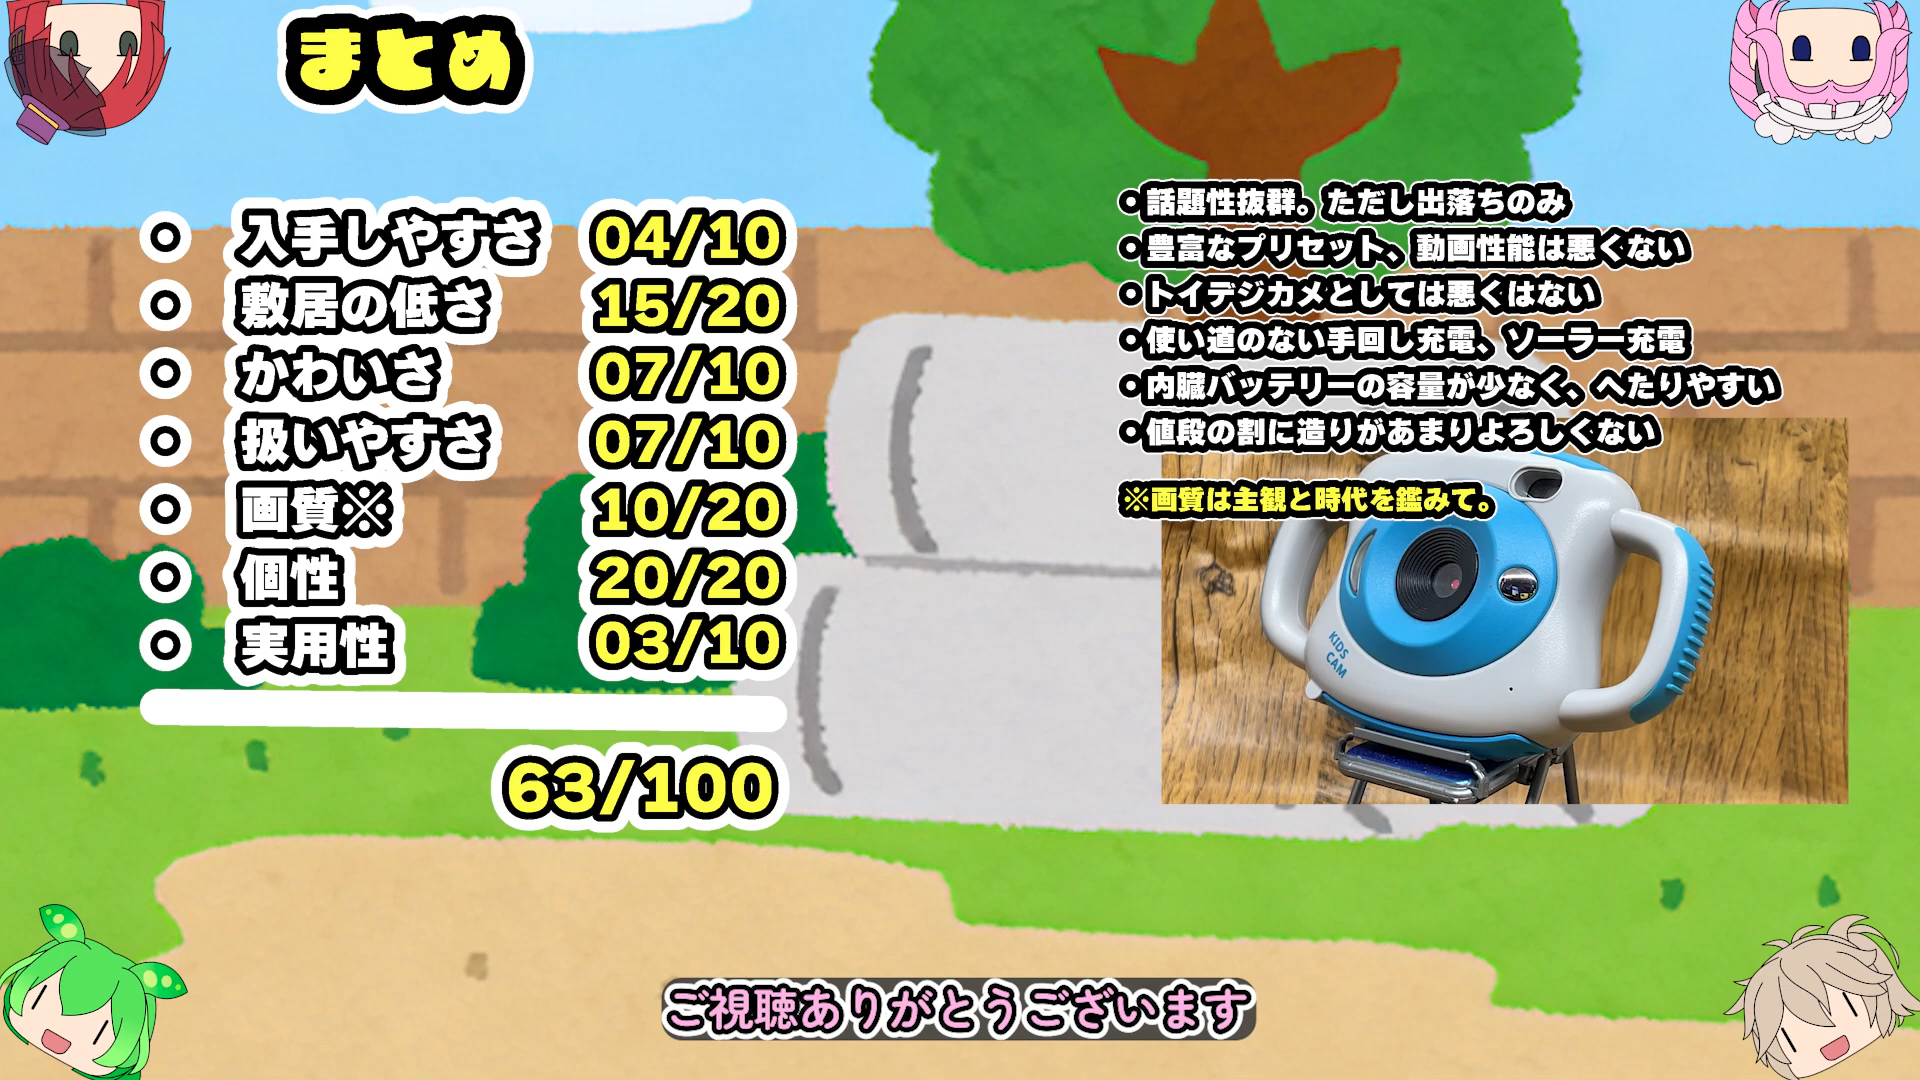 まとめ
入手しやすさ 04/10
敷居の低さ 15/20
かわいさ 07/10
扱いやすさ 07/10
画質※ 10/20
個性 20/20
実用性 03/10
63/100
・話題性抜群。ただし出落ちのみ
・豊富なプリセット、動画性能は悪くない
・トイデジカメとしては悪くはない
・使い道のない手回し充電、ソーラー充電
・内臓バッテリーの容量が少なく、へたりやすい
・値段の割に造りがあまりよろしくない
※画質は主観と時代を鑑みて。
KIDS
CAM
ご視聴ありがとうございます